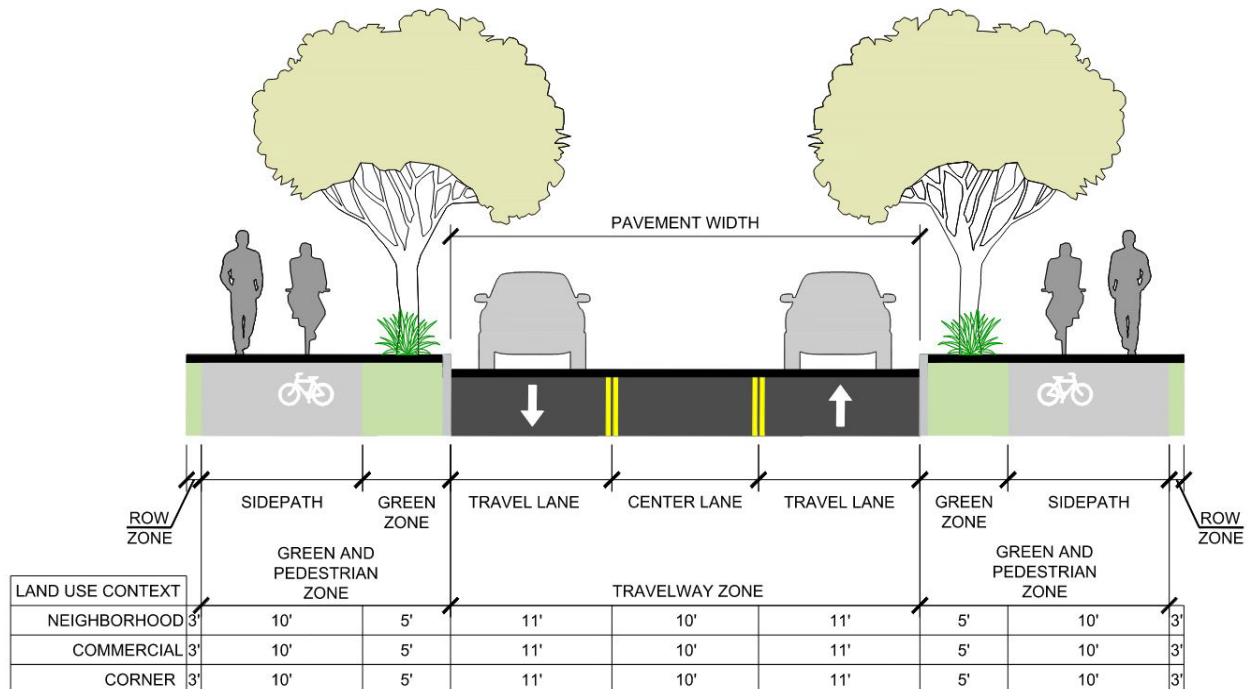 PAVEMENT WIDTH
SIDEPATH
GREEN
ZONE
TRAVEL LANE
CENTER LANE
TRAVEL LANE
GREEN
ZONE
SIDEPATH
ROW
ZONE
ROW
ZONE
GREEN AND
PEDESTRIAN
ZONE
TRAVELWAY ZONE
GREEN AND
PEDESTRIAN
ZONE
LAND USE CONTEXT
NEIGHBORHOOD 3' 10' 5' 11' 10' 11' 5' 10' 3'
COMMERCIAL 3' 10' 5' 11' 10' 11' 5' 10' 3'
CORNER 3' 10' 5' 11' 10' 11' 5' 10' 3'